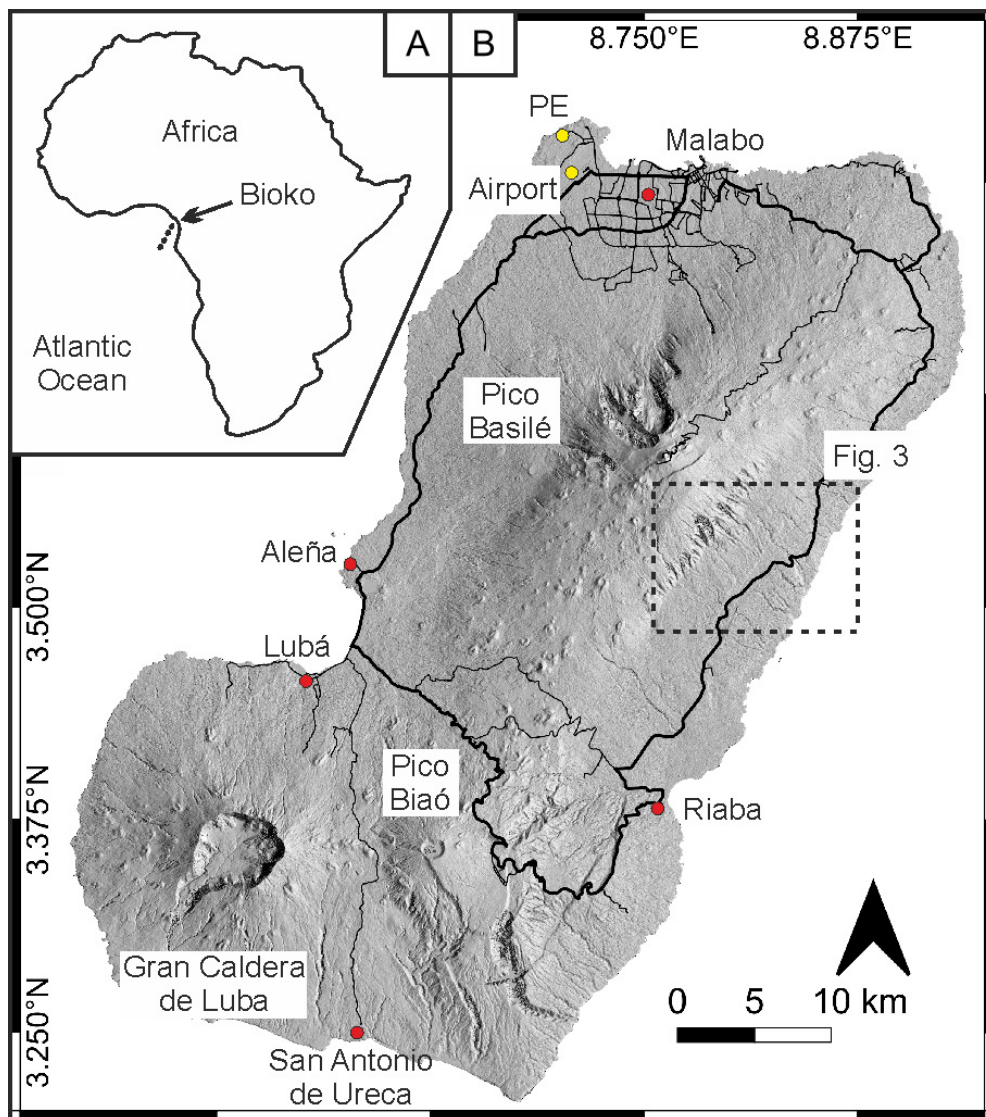 A
B
8.750°E
8.875°E
Africa
Bioko
Atlantic
Ocean
PE
Malabo
Airport
Pico
Basilé
Fig. 3
Aleña
3.500°N
Lubá
Pico
Biaó
3.375°N
Riaba
Gran Caldera
de Luba
0 5 10 km
3.250°N
San Antonio
de Ureca